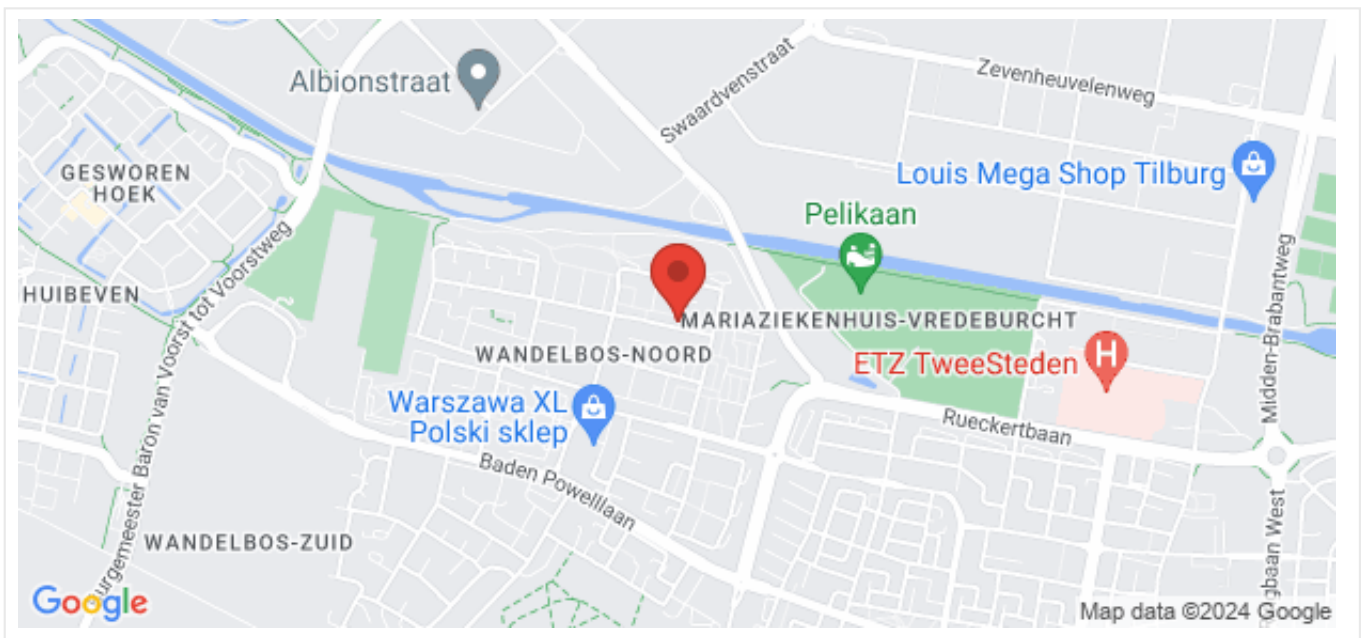 Albionstraat
Swaardvenstraat
Zevenheuvelenweg
GESWOREN
HOEK
Louis Mega Shop Tilburg
Pelikaan
HUIBEVEN
Burgemeester Baron van Voorst tot Voorstweg
MARIAZIEKENHUIS-VREDEBURCHT
Midden-Brabantweg
WANDELBOS-NOORD
ETZ TweeSteden
H
Warszawa XL
Polski sklep
Rueckertbaan
Baden Powelllaan
WANDELBOS-ZUID
gbaan West
Google
Map data ©2024 Google